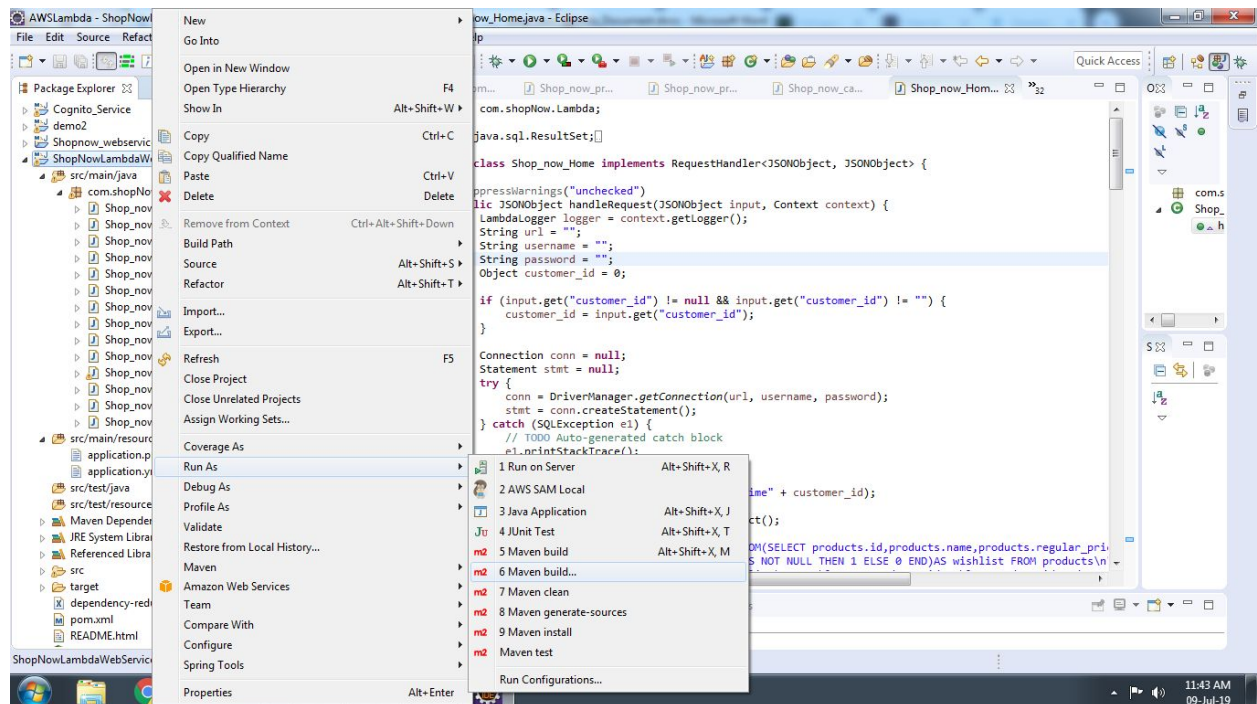 AWSLambda - ShopNowl
ow_Home.java - Eclipse
File Edit Source Refact
lp
Quick Access
Package Explorer
Cognito_Service
demo2
Shopnow_webservic
ShopNowLambdaW
src/main/java
com.shopNo
Shop_nov
Shop_nov
Shop_nov
Shop_nov
Shop_nov
Shop_nov
Shop_nov
Shop_nov
Shop_nov
Shop_nov
Shop_nov
Shop_nov
Shop_nov
Shop_nov
src/main/resourc
application.p
application.y
src/test/java
src/test/resource
Maven Depender
JRE System Librar
Referenced Libra
src
target
dependency-red
pom.xml
README.html
ShopNowLambdaWebService
New
Go Into
Open in New Window
Open Type Hierarchy F4
Show In Alt+Shift+W
Copy Ctrl+C
Copy Qualified Name
Paste Ctrl+V
Delete Delete
Remove from Context Ctrl+Alt+Shift+Down
Build Path
Source Alt+Shift+S
Refactor Alt+Shift+T
Import...
Export...
Refresh F5
Close Project
Close Unrelated Projects
Assign Working Sets...
Coverage As
Run As
Debug As
Profile As
Validate
Restore from Local History...
Maven
Amazon Web Services
Team
Compare With
Configure
Spring Tools
Properties Alt+Enter
1 Run on Server Alt+Shift+X, R
2 AWS SAM Local
3 Java Application Alt+Shift+X, J
4 JUnit Test Alt+Shift+X, T
5 Maven build Alt+Shift+X, M
6 Maven build...
7 Maven clean
8 Maven generate-sources
9 Maven install
Maven test
Run Configurations...
m... Shop_now_pr... Shop_now_pr... Shop_now_ca... Shop_now_Hom... »32
com.shopNow.Lambda;
java.sql.ResultSet;
class Shop_now_Home implements RequestHandler<JSONObject, JSONObject> {
ppressWarnings("unchecked")
lic JSONObject handleRequest(JSONObject input, Context context) {
LambdaLogger logger = context.getLogger();
String url = "";
String username = "";
String password = "";
Object customer_id = 0;
if (input.get("customer_id") != null && input.get("customer_id") != "") {
customer_id = input.get("customer_id");
}
Connection conn = null;
Statement stmt = null;
try {
conn = DriverManager.getConnection(url, username, password);
stmt = conn.createStatement();
} catch (SQLException e1) {
// TODO Auto-generated catch block
e1.printStackTrace();
ime" + customer_id);
ct();
OM(SELECT products.id,products.name,products.regular_pri
S NOT NULL THEN 1 ELSE 0 END)AS wishlist FROM products\n
com.s
Shop_
h
11:43 AM
09-Jul-19